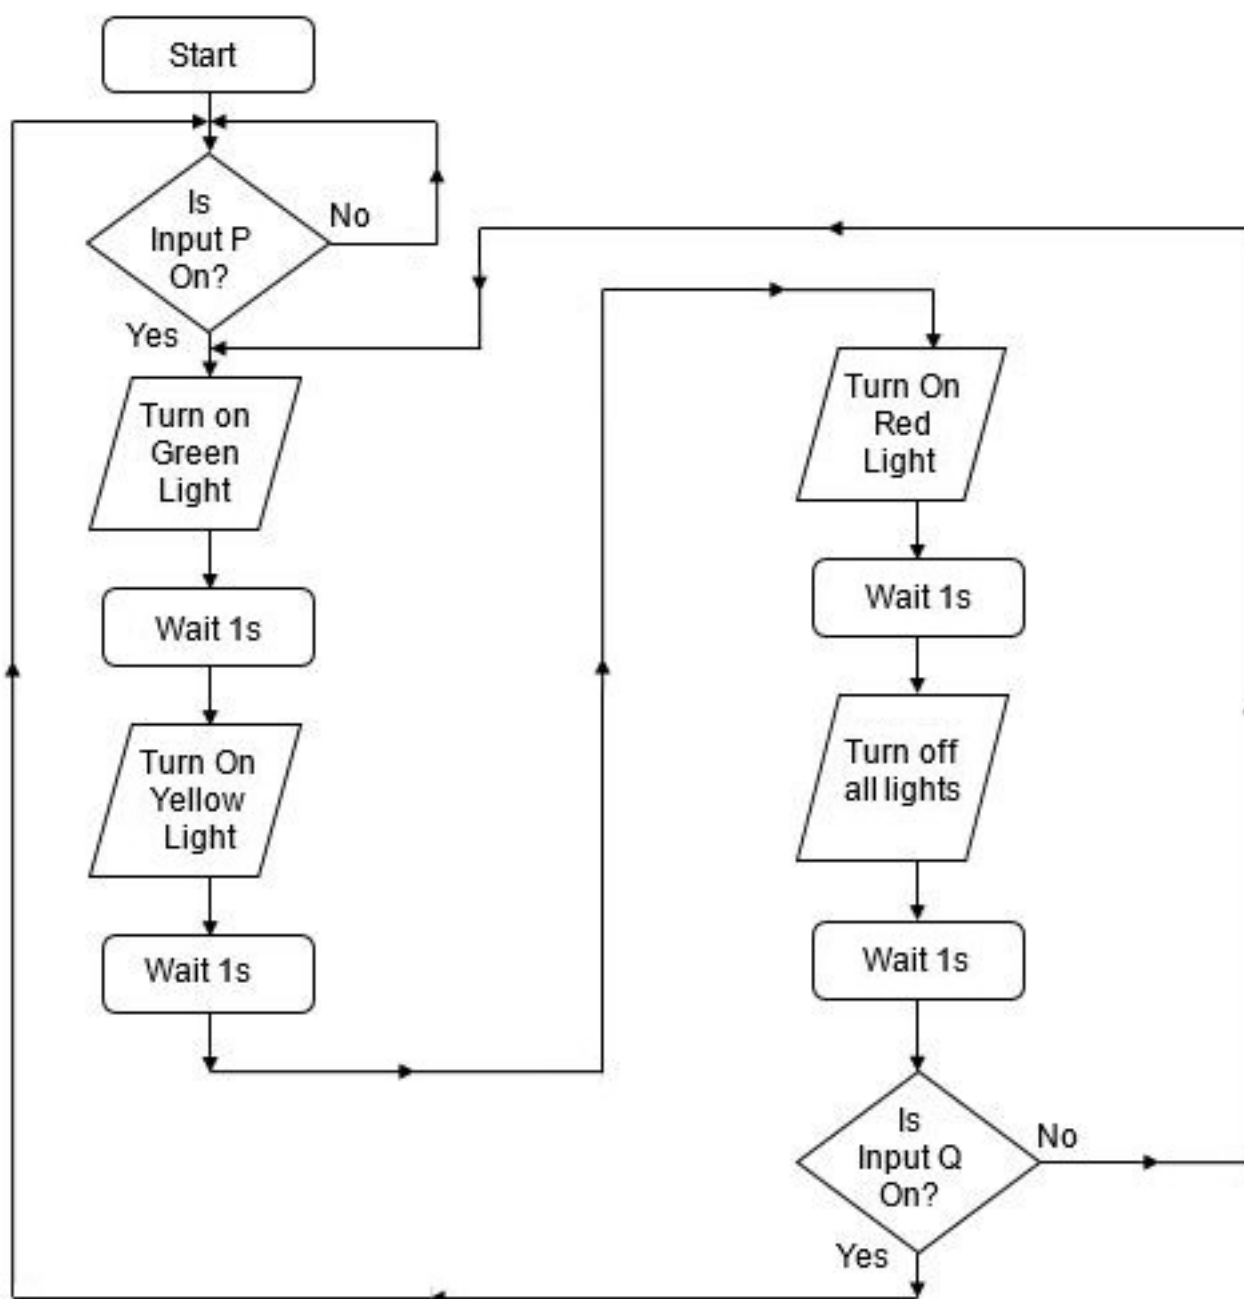 Start
Is
Input P
On?
No
Yes
Turn on
Green
Light
Wait 1s
Turn On
Yellow
Light
Wait 1s
Turn On
Red
Light
Wait 1s
Turn off
all lights
Wait 1s
Is
Input Q
On?
No
Yes